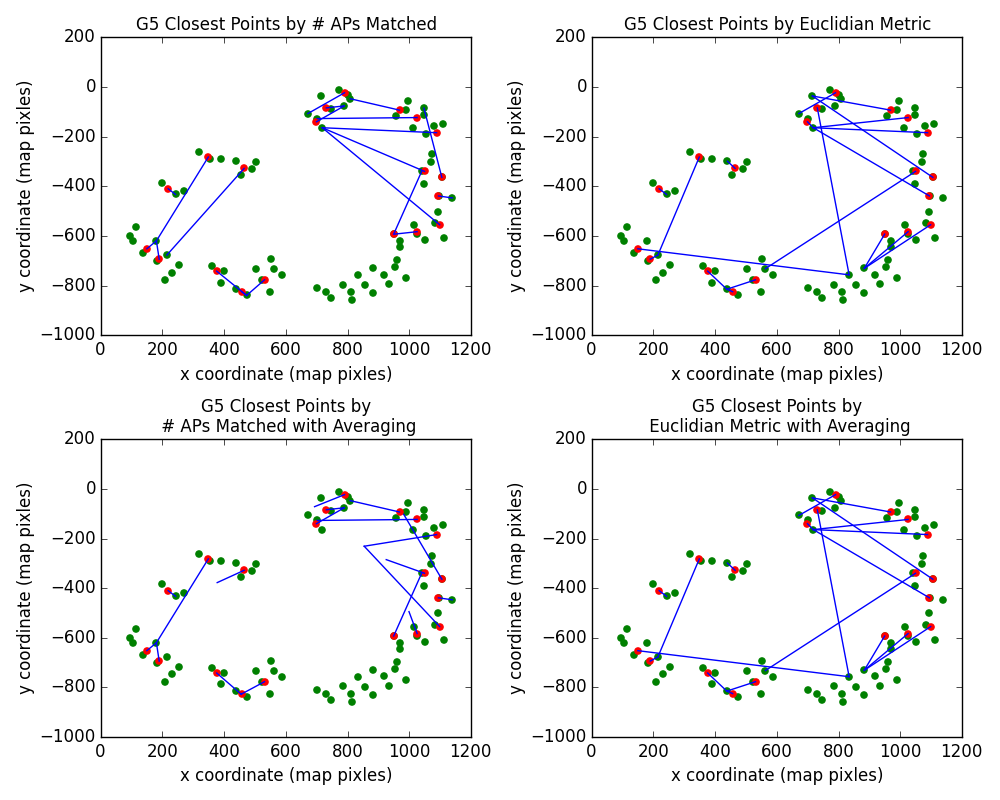 G5 Closest Points by # APs Matched
200
0
−200
−400
−600
−800
−1000
0 200 400 600 800 1000 1200
x coordinate (map pixles)
y coordinate (map pixles)
G5 Closest Points by Euclidian Metric
200
0
−200
−400
−600
−800
−1000
0 200 400 600 800 1000 1200
x coordinate (map pixles)
y coordinate (map pixles)
G5 Closest Points by
# APs Matched with Averaging
200
0
−200
−400
−600
−800
−1000
0 200 400 600 800 1000 1200
x coordinate (map pixles)
y coordinate (map pixles)
G5 Closest Points by
Euclidian Metric with Averaging
200
0
−200
−400
−600
−800
−1000
0 200 400 600 800 1000 1200
x coordinate (map pixles)
y coordinate (map pixles)